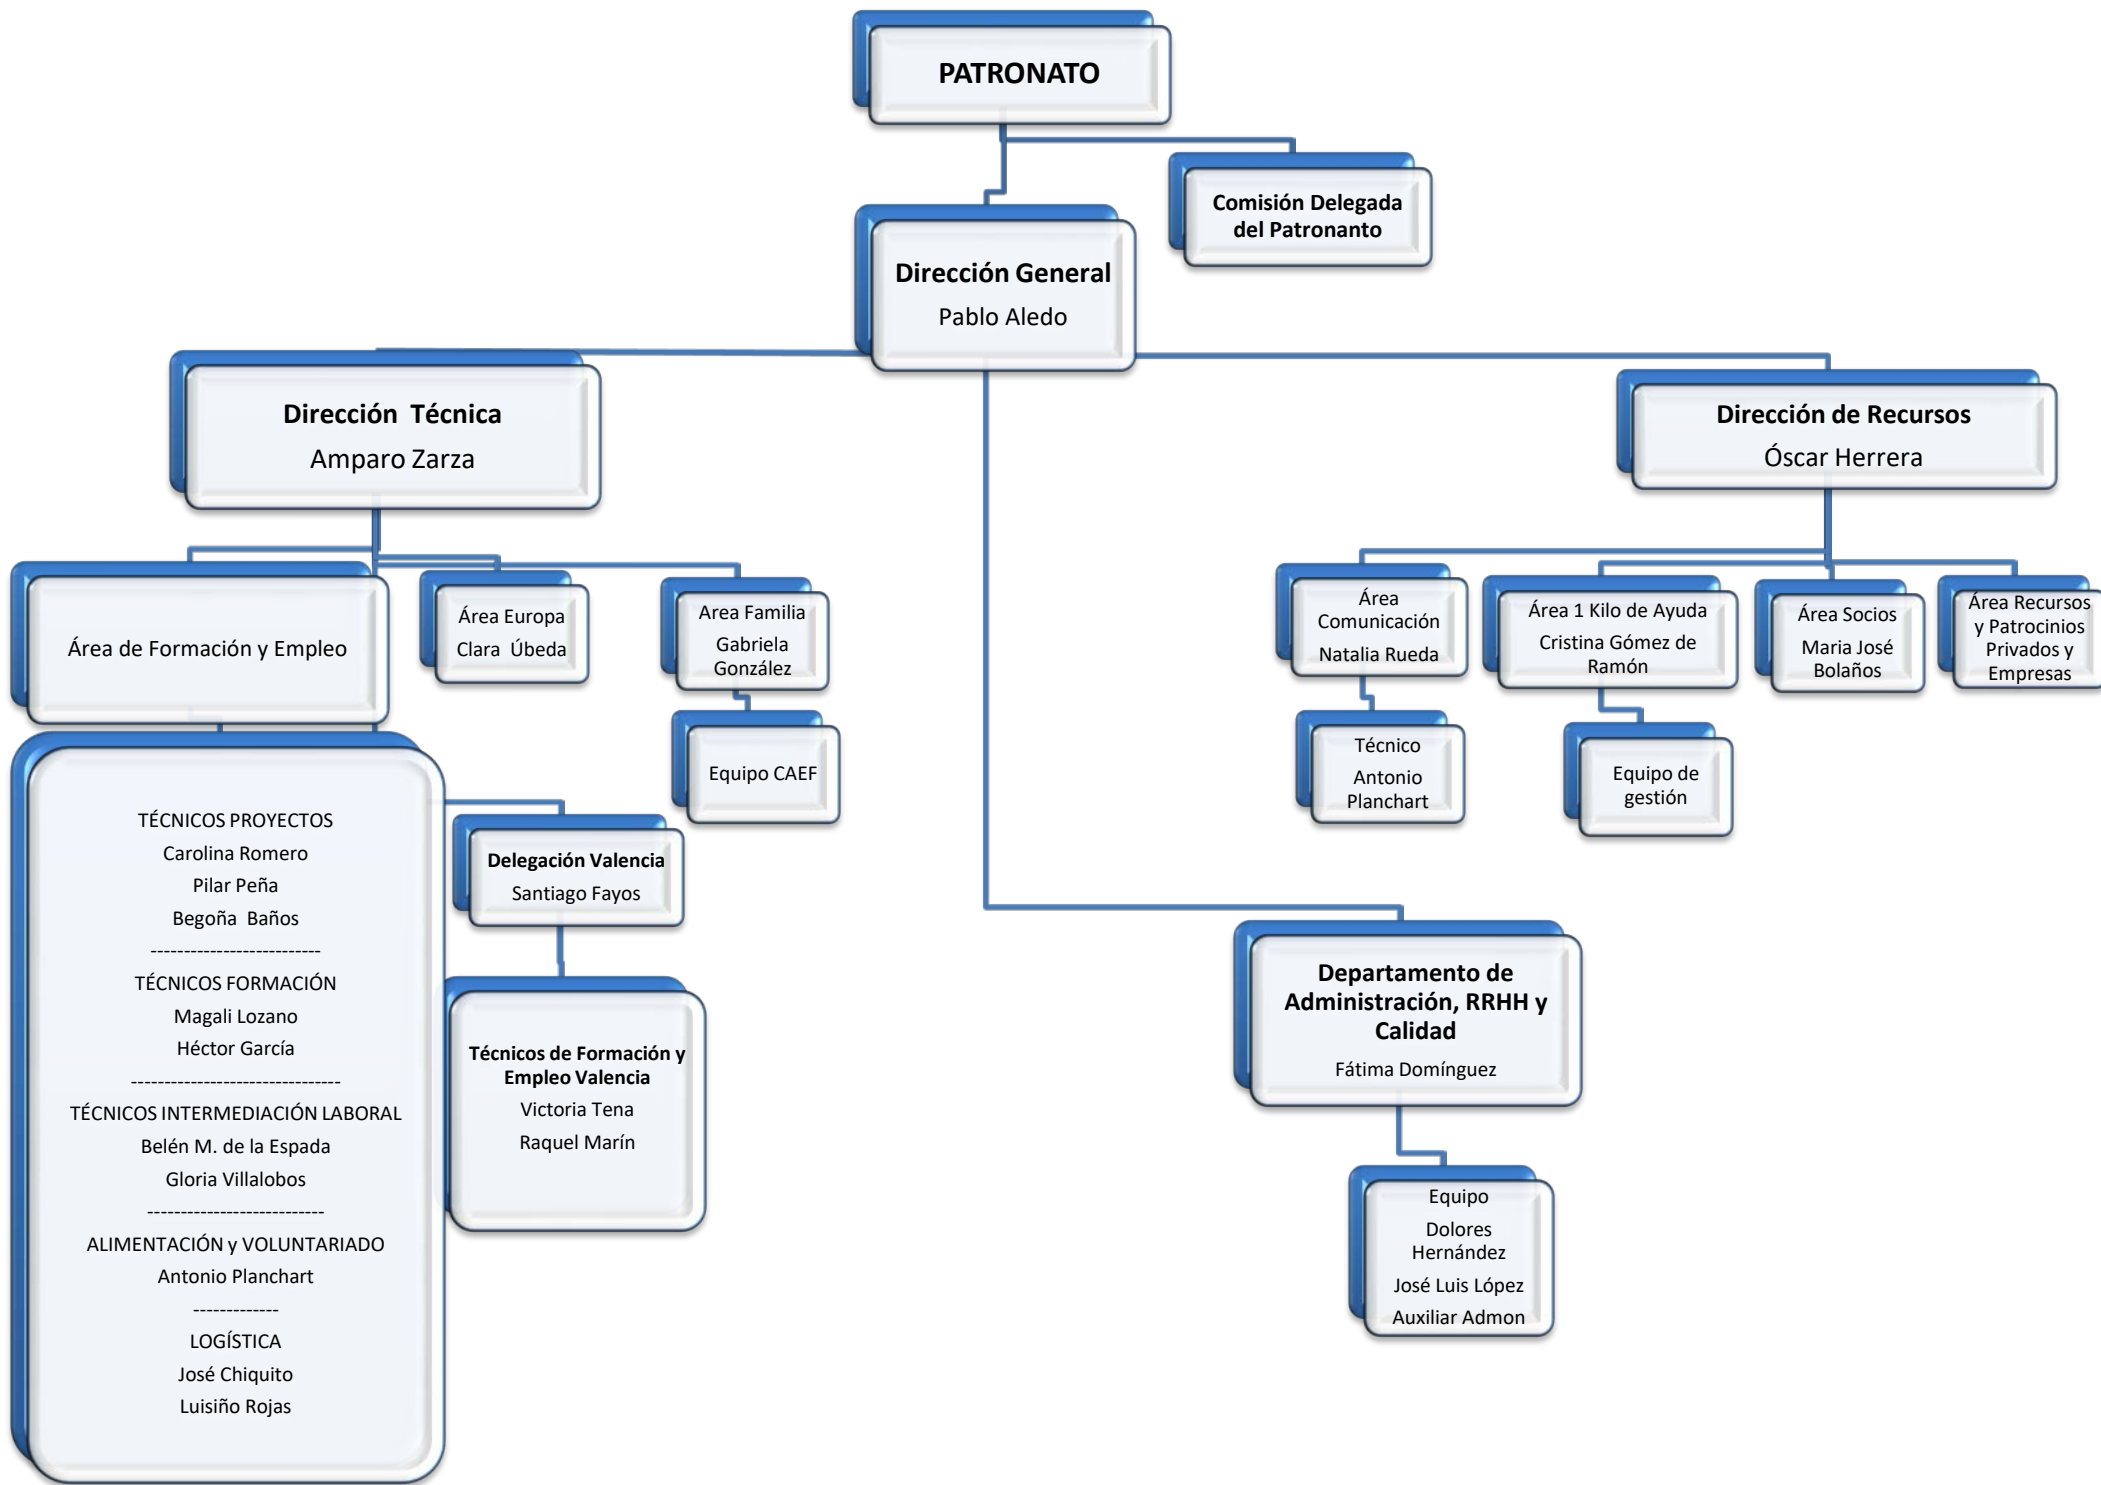 PATRONATO
Comisión Delegada
del Patronanto
Dirección General
Pablo Aledo
Dirección  Técnica
Amparo Zarza
Dirección de Recursos
Óscar Herrera
Área de Formación y Empleo
Área Europa
Clara  Úbeda
Area Familia
Gabriela
González
Equipo CAEF
Área
Comunicación
Natalia Rueda
Técnico
Antonio
Planchart
Área 1 Kilo de Ayuda
Cristina Gómez de
Ramón
Equipo de
gestión
Área Socios
Maria José
Bolaños
Área Recursos
y Patrocinios
Privados y
Empresas
TÉCNICOS PROYECTOS
Carolina Romero
Pilar Peña
Begoña  Baños
--------------------------
TÉCNICOS FORMACIÓN
Magali Lozano
Héctor García
--------------------------------
TÉCNICOS INTERMEDIACIÓN LABORAL
Belén M. de la Espada
Gloria Villalobos
---------------------------
ALIMENTACIÓN y VOLUNTARIADO
Antonio Planchart
-------------
LOGÍSTICA
José Chiquito
Luisiño Rojas
Delegación Valencia
Santiago Fayos
Técnicos de Formación y
Empleo Valencia
Victoria Tena
Raquel Marín
Departamento de
Administración, RRHH y
Calidad
Fátima Domínguez
Equipo
Dolores
Hernández
José Luis López
Auxiliar Admon